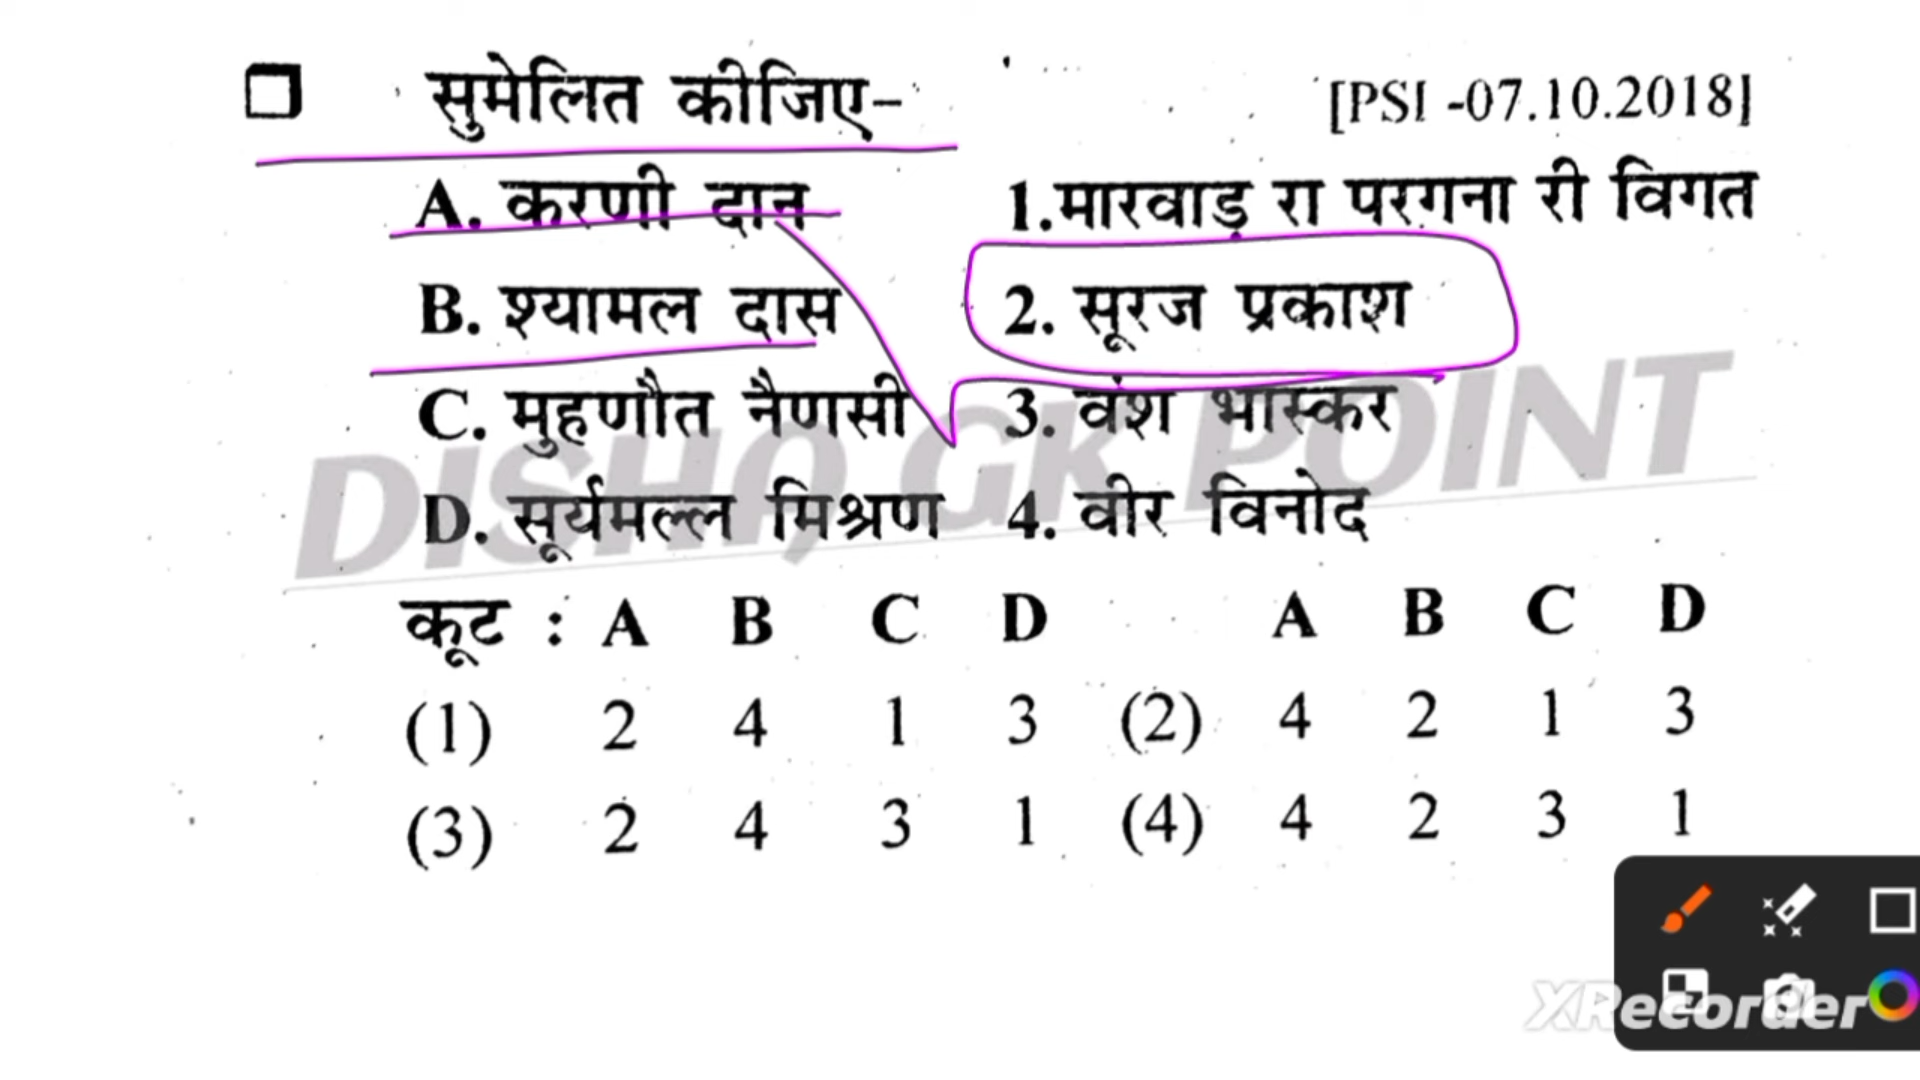 सुमेलित कीजिए- [PSI -07.10.2018]
A. करणी दान 1.मारवाड़ रा परगना री विगत
B. श्यामल दास 2. सूरज प्रकाश
C. मुहणौत नैणसी 3. वंश भास्कर
D. सूर्यमल्ल मिश्रण 4. वीर विनोद
DISHA GK POINT
कूट : A B C D A B C D
(1) 2 4 1 3 (2) 4 2 1 3
(3) 2 4 3 1 (4) 4 2 3 1
XRecorder